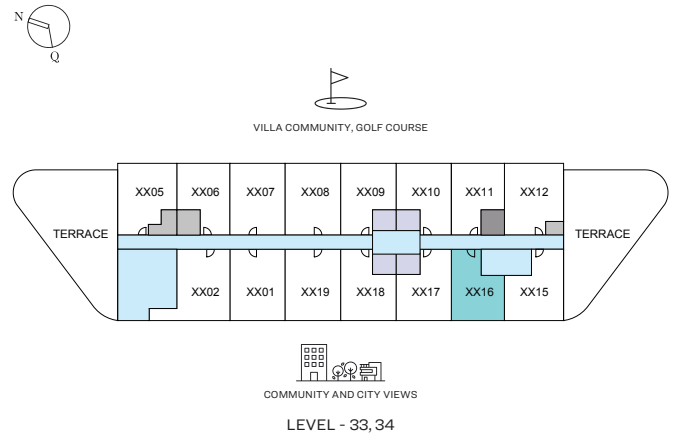 N
Q
VILLA COMMUNITY, GOLF COURSE
XX05 XX06 XX07 XX08 XX09 XX10 XX11 XX12
TERRACE TERRACE
XX02 XX01 XX19 XX18 XX17 XX16 XX15
COMMUNITY AND CITY VIEWS
LEVEL - 33, 34